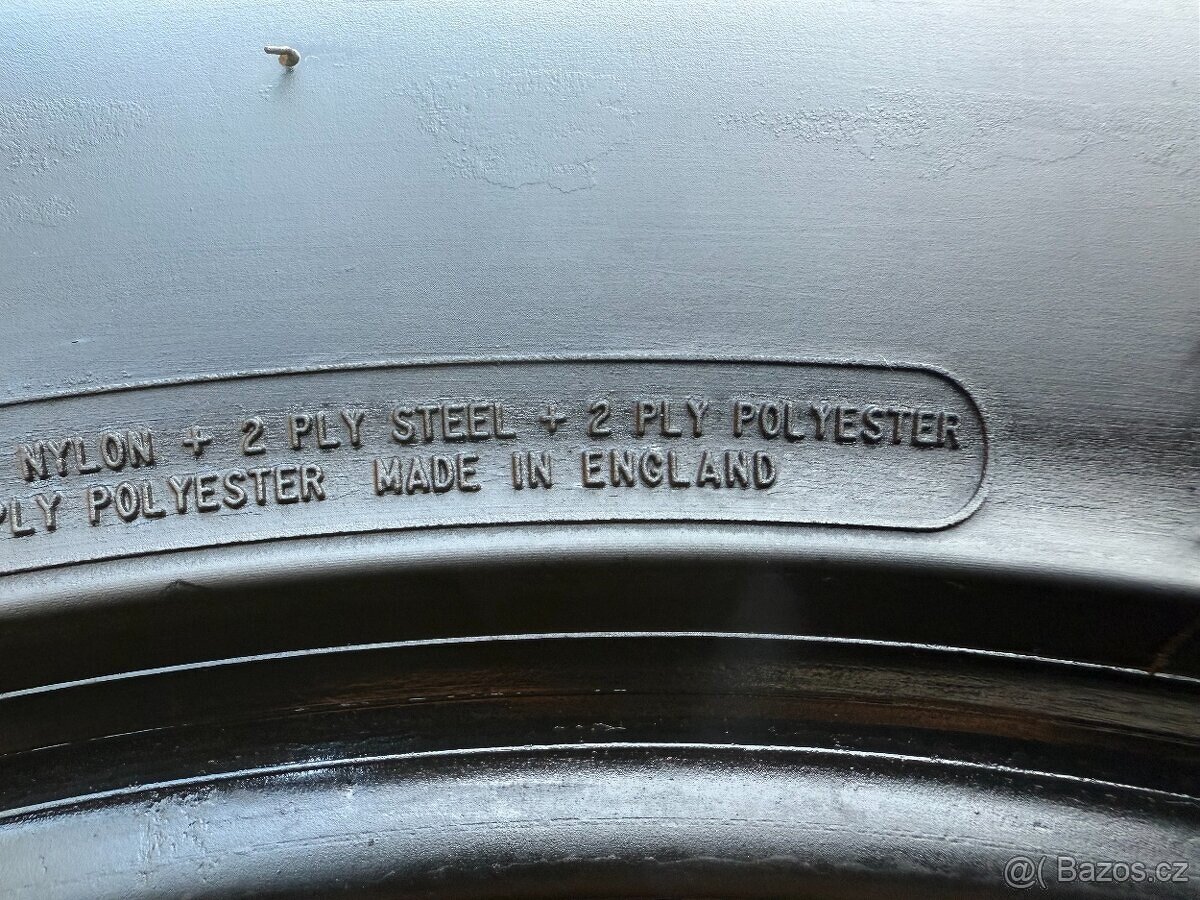 NYLON + 2 PLY STEEL + 2 PLY POLYESTER
PLY POLYESTER MADE IN ENGLAND
@( Bazos.cz